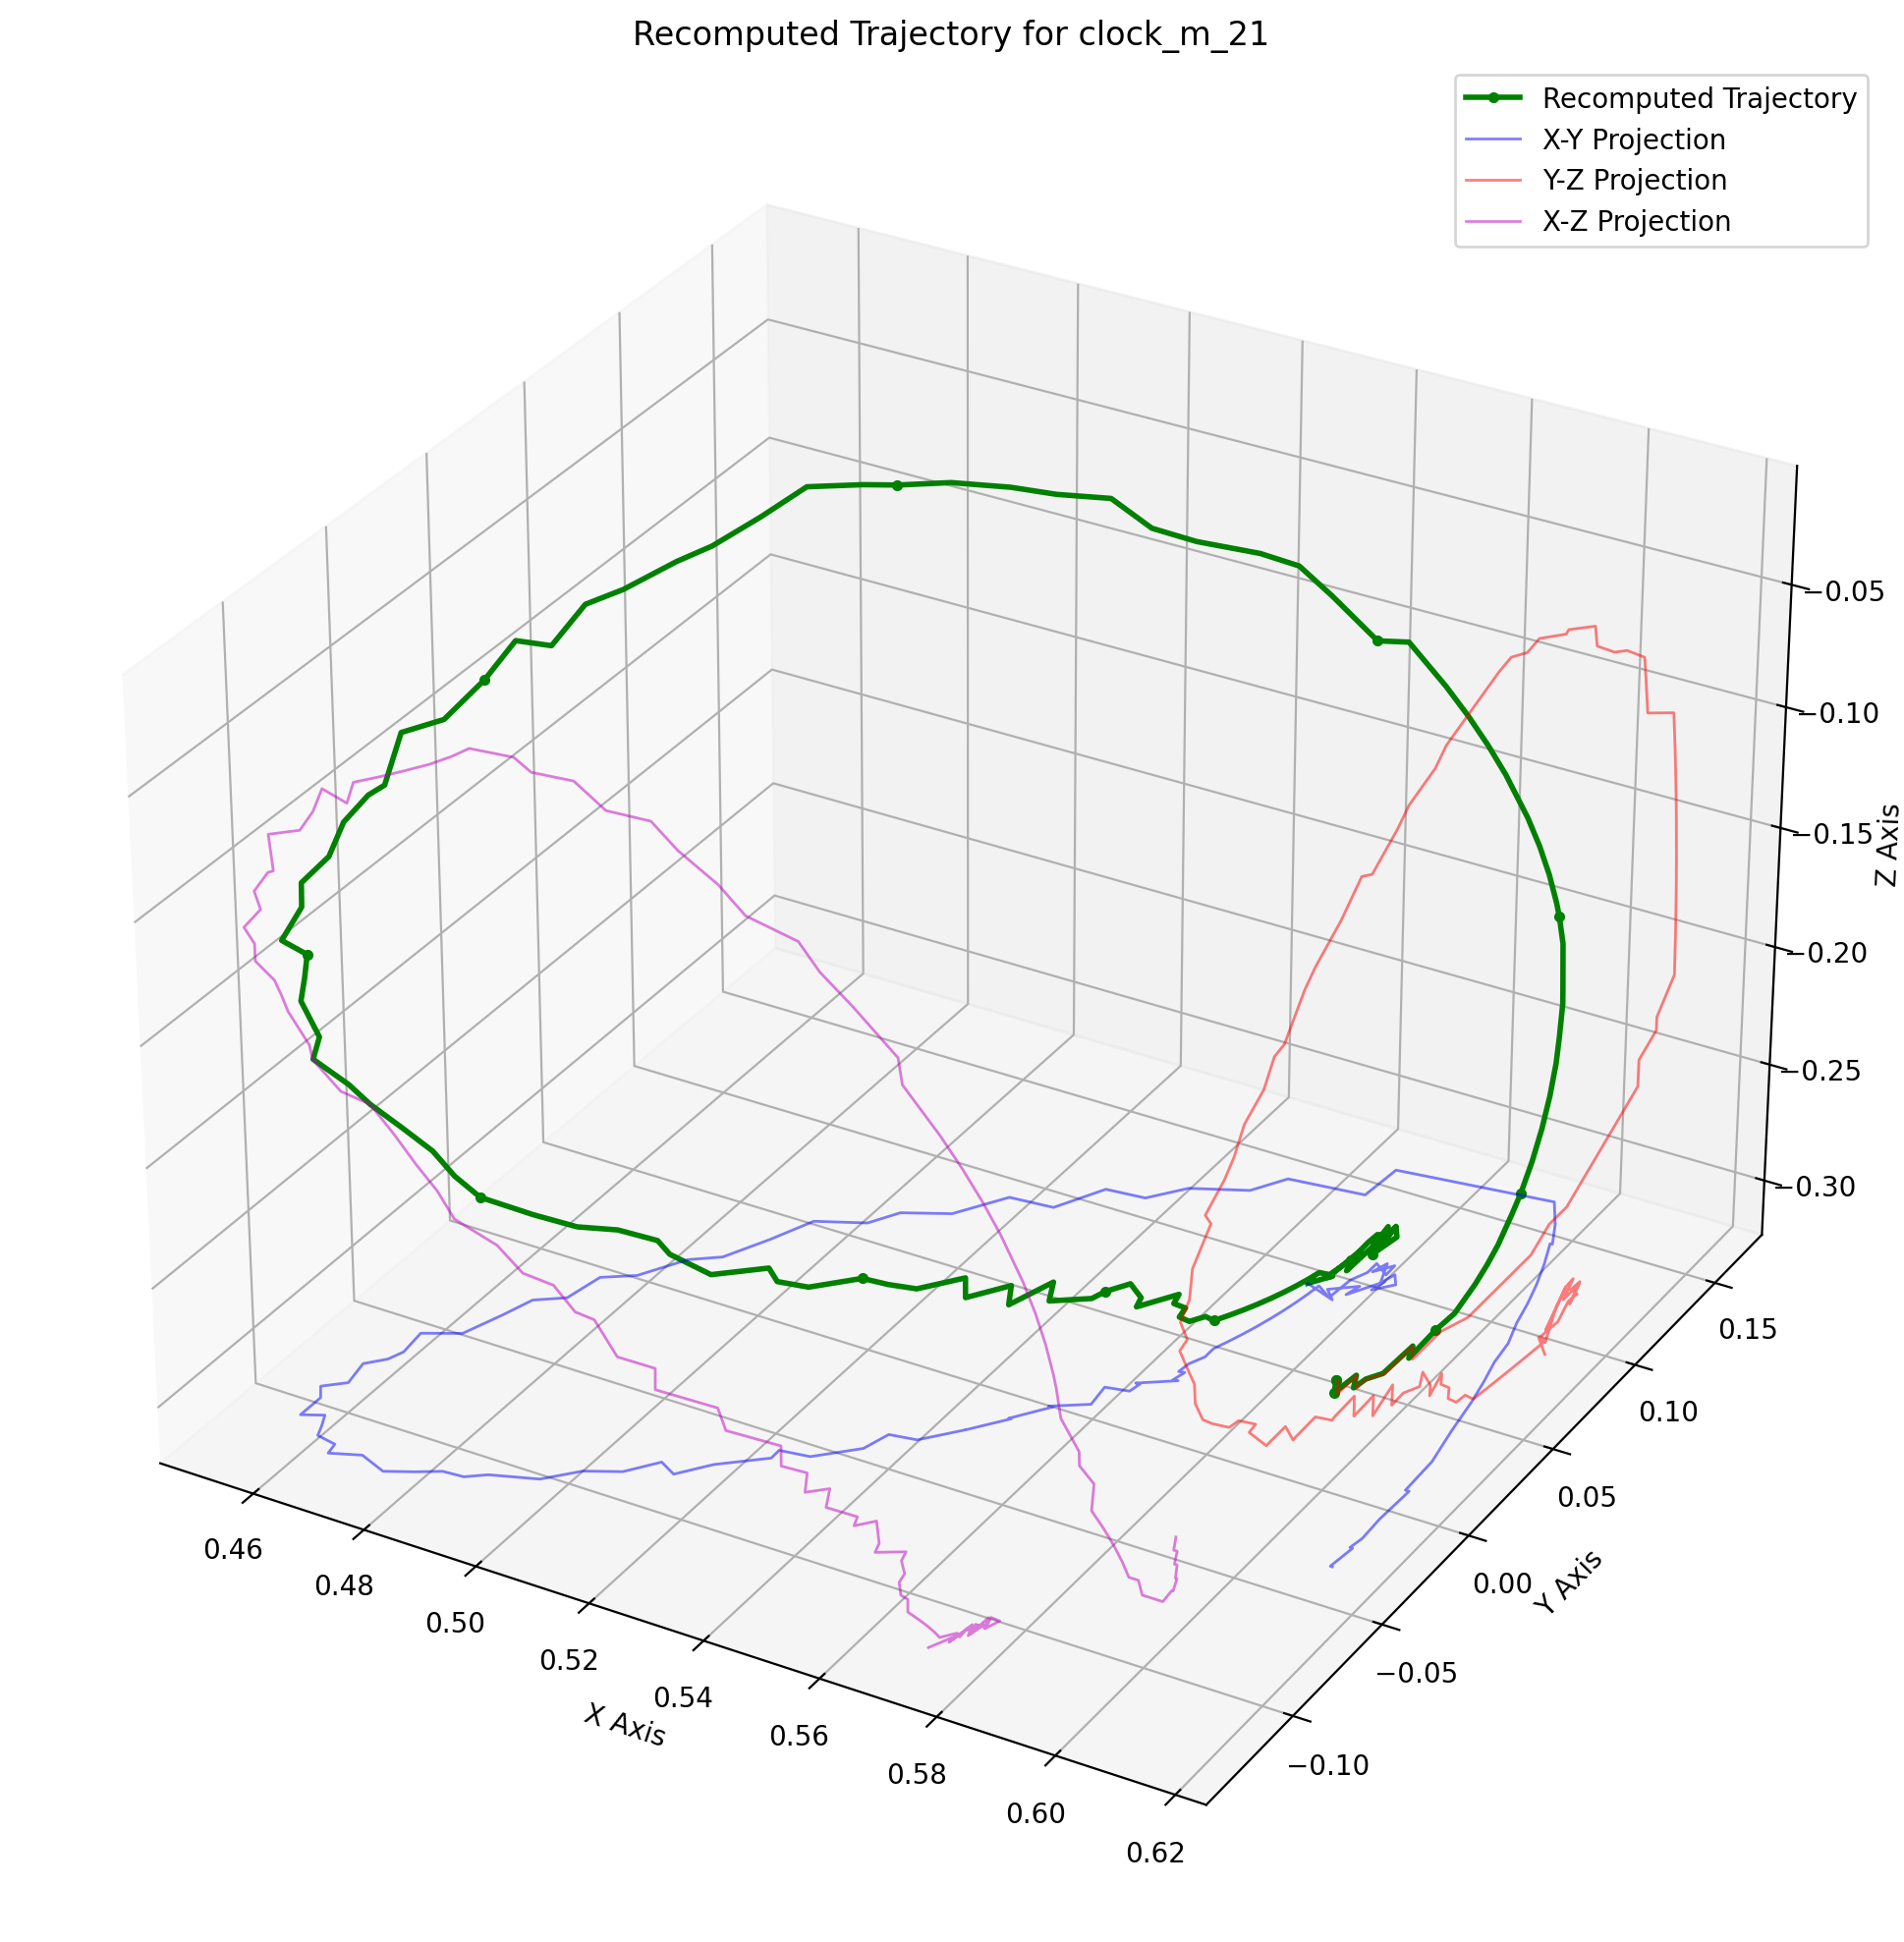 Recomputed Trajectory for clock_m_21
Recomputed Trajectory
X-Y Projection
Y-Z Projection
X-Z Projection
−0.05
−0.10
−0.15
−0.20
−0.25
−0.30
Z Axis
0.15
0.10
0.05
0.00
−0.05
−0.10
Y Axis
0.46
0.48
0.50
0.52
0.54
0.56
0.58
0.60
0.62
X Axis